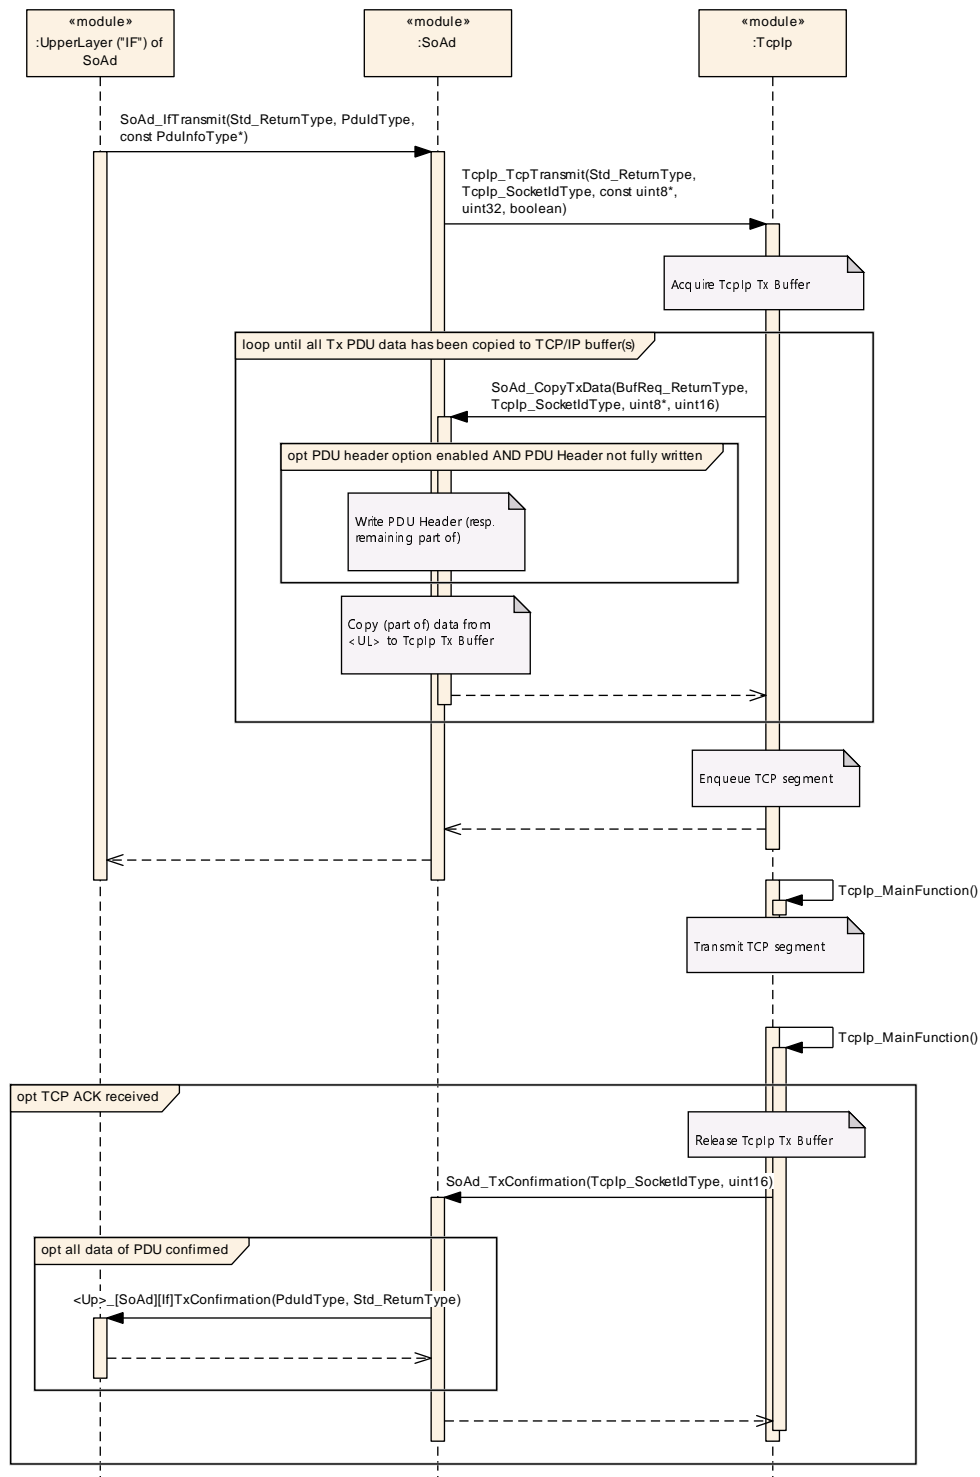 «module»
:UpperLayer ("IF") of
SoAd
«module»
:SoAd
«module»
:TcpIp
SoAd_IfTransmit(Std_ReturnType, PduIdType,
const PduInfoType*)
TcpIp_TcpTransmit(Std_ReturnType,
TcpIp_SocketIdType, const uint8*,
uint32, boolean)
Acquire TcpIp Tx Buffer
loop until all Tx PDU data has been copied to TCP/IP buffer(s)
SoAd_CopyTxData(BufReq_ReturnType,
TcpIp_SocketIdType, uint8*, uint16)
opt PDU header option enabled AND PDU Header not fully written
Write PDU Header (resp.
remaining part of)
Copy (part of) data from
<UL> to TcpIp Tx Buffer
Enqueue TCP segment
TcpIp_MainFunction()
Transmit TCP segment
TcpIp_MainFunction()
opt TCP ACK received
Release TcpIp Tx Buffer
SoAd_TxConfirmation(TcpIp_SocketIdType, uint16)
opt all data of PDU confirmed
<Up>_[SoAd][If]TxConfirmation(PduIdType, Std_ReturnType)